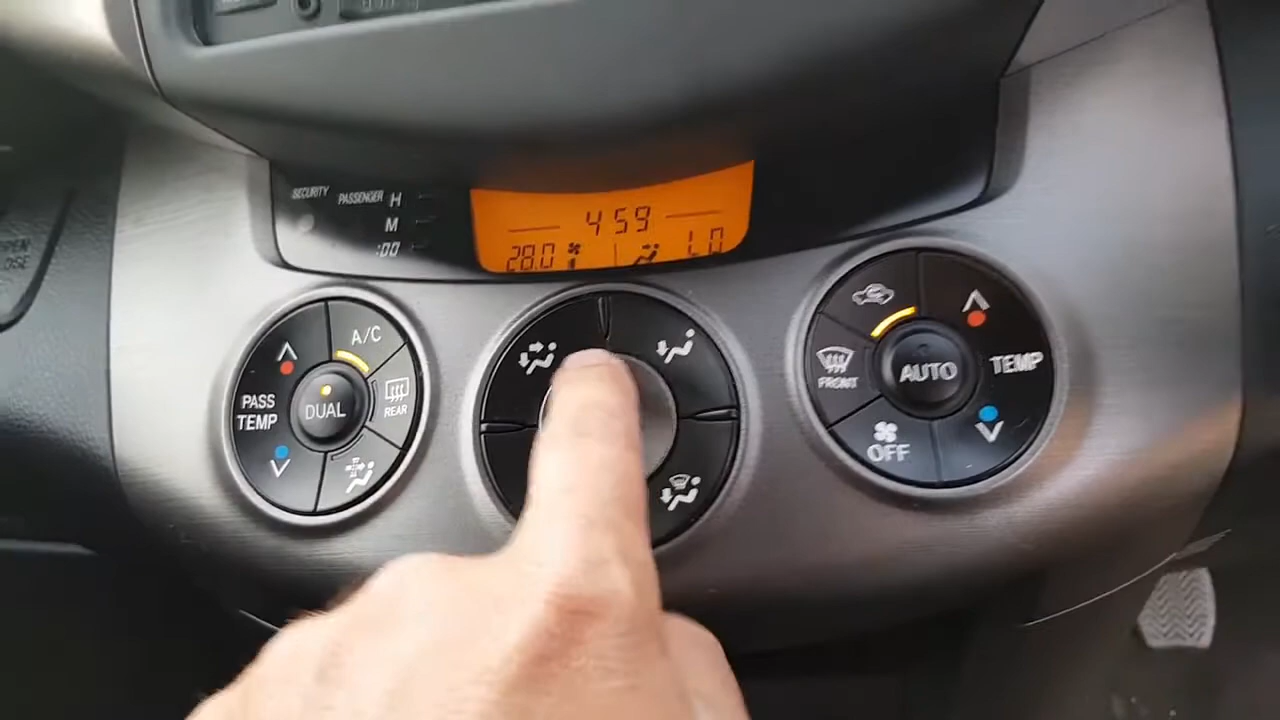 SECURITY PASSENGER H
M
:00
4 59
28.0 LO
A/C
PASS
TEMP
DUAL
REAR
AUTO
TEMP
FRONT
OFF